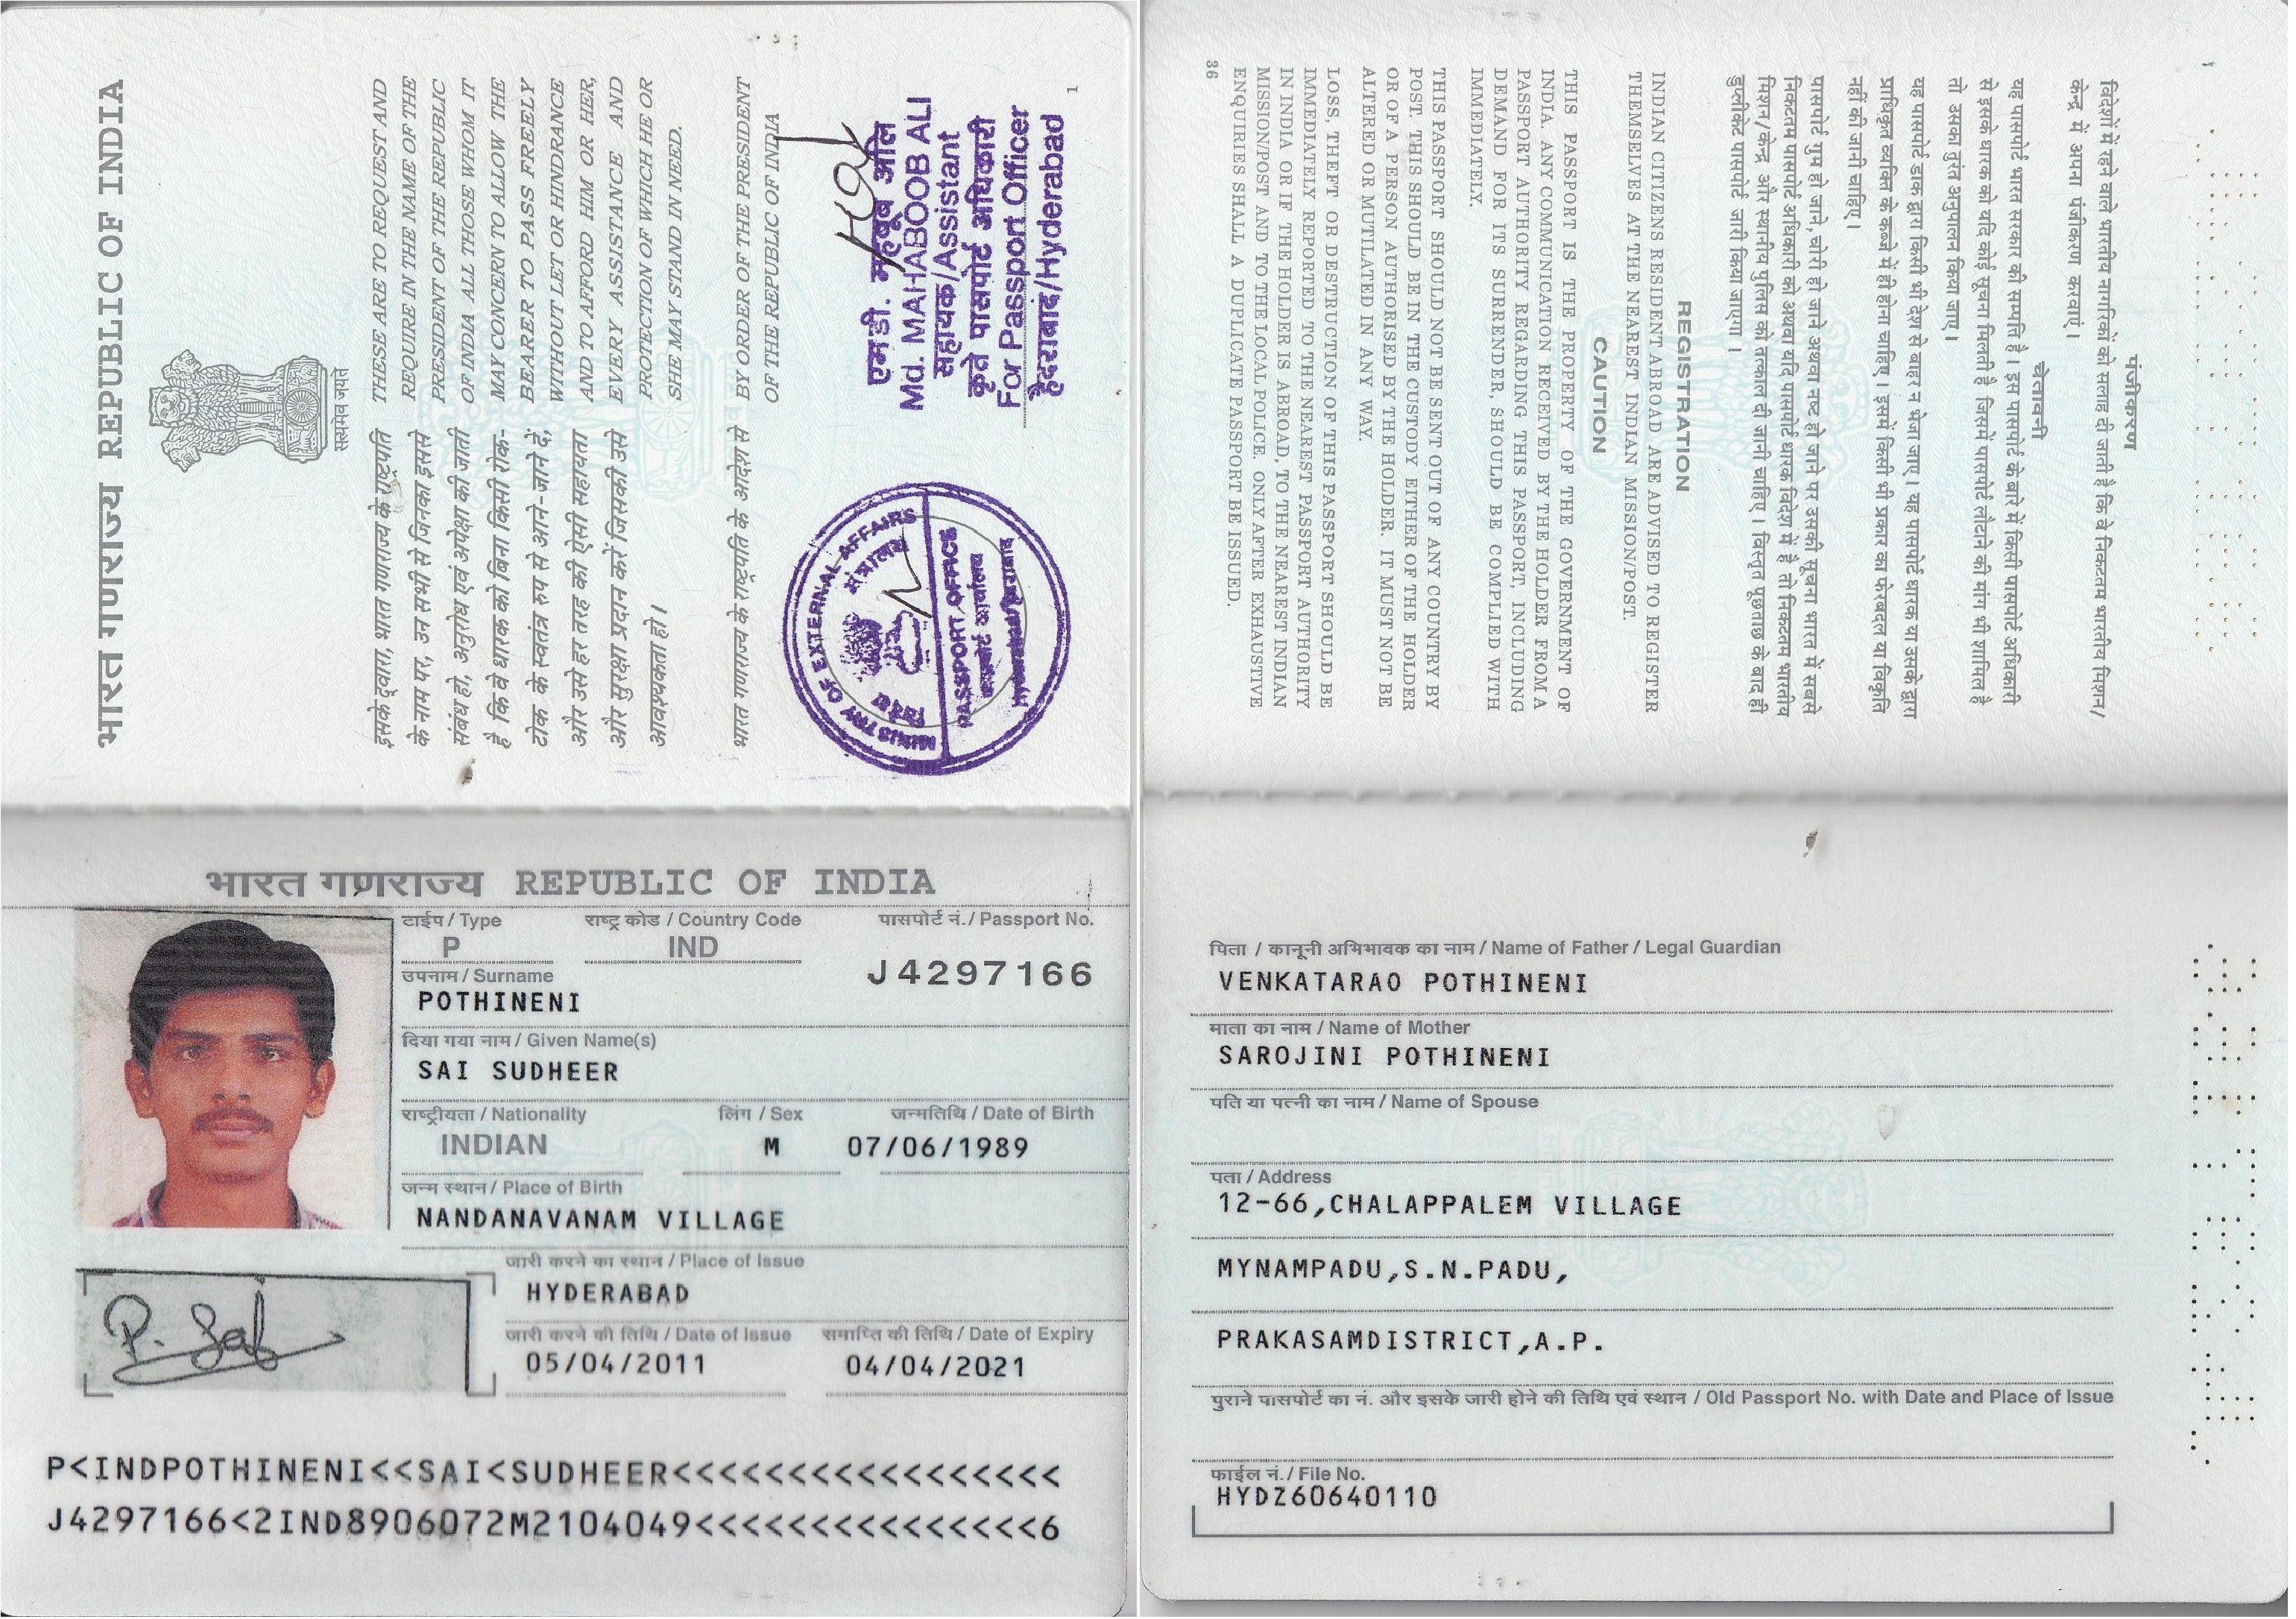 भारत गणराज्य REPUBLIC OF INDIA
सत्यमेव जयते
इसके द्वारा, भारत गणराज्य के राष्ट्रपति
के नाम पर, उन सभी से जिनका इससे
संबंध हो, अनुरोध एवं अपेक्षा की जाती
है कि वे धारक को बिना किसी रोक-
टोक के स्वतंत्र रुप से आने-जाने दें,
और उसे हर तरह की ऐसी सहायता
और सुरक्षा प्रदान करें जिसकी उसे
आवश्यकता हो।
THESE ARE TO REQUEST AND
REQUIRE IN THE NAME OF THE
PRESIDENT OF THE REPUBLIC
OF INDIA ALL THOSE WHOM IT
MAY CONCERN TO ALLOW THE
BEARER TO PASS FREELY
WITHOUT LET OR HINDRANCE
AND TO AFFORD HIM OR HER,
EVERY ASSISTANCE AND
PROTECTION OF WHICH HE OR
SHE MAY STAND IN NEED.
भारत गणराज्य के राष्ट्रपति के आदेश से
BY ORDER OF THE PRESIDENT
OF THE REPUBLIC OF INDIA
एम.डी. महबूब अलि
Md. MAHABOOB ALI
सहायक/Assistant
कृते पासपोर्ट अधिकारी
For Passport Officer
हैदराबाद/Hyderabad
MINISTRY OF EXTERNAL AFFAIRS
विदेश मंत्रालय
PASSPORT OFFICE
पासपोर्ट कार्यालय
1
भारत गणराज्य REPUBLIC OF INDIA
टाईप / Type राष्ट्र कोड / Country Code पासपोर्ट नं. / Passport No.
P IND J4297166
उपनाम / Surname
POTHINENI
दिया गया नाम / Given Name(s)
SAI SUDHEER
राष्ट्रीयता / Nationality लिंग / Sex जन्मतिथि / Date of Birth
INDIAN M 07/06/1989
जन्म स्थान / Place of Birth
NANDANAVANAM VILLAGE
जारी करने का स्थान / Place of Issue
HYDERABAD
जारी करने की तिथि / Date of Issue समाप्ति की तिथि / Date of Expiry
05/04/2011 04/04/2021
P. Sai
P<INDPOTHINENI<<SAI<SUDHEER<<<<<<<<<<<<<<<<<
J4297166<2IND8906072M2104049<<<<<<<<<<<<<<<6
पंजीकरण
विदेशों में रहने वाले भारतीय नागरिकों को सलाह दी जाती है कि वे निकटतम भारतीय मिशन/
केन्द्र में अपना पंजीकरण करवाएं।
चेतावनी
यह पासपोर्ट भारत सरकार की सम्पत्ति है। इस पासपोर्ट के बारे में किसी पासपोर्ट अधिकारी
से इसके धारक को यदि कोई सूचना मिलती है जिसमें पासपोर्ट लौटाने की मांग भी शामिल है
तो उसका तुरंत अनुपालन किया जाए।
यह पासपोर्ट डाक द्वारा किसी भी देश से बाहर न भेजा जाए। यह पासपोर्ट धारक या उसके द्वारा
प्राधिकृत व्यक्ति के कब्जे में ही होना चाहिए। इसमें किसी भी प्रकार का फेरबदल या विकृति
नहीं की जानी चाहिए।
पासपोर्ट गुम हो जाने, चोरी हो जाने अथवा नष्ट हो जाने पर उसकी सूचना भारत में सबसे
निकटतम पासपोर्ट अधिकारी को अथवा यदि पासपोर्ट धारक विदेश में है तो निकटतम भारतीय
मिशन/केन्द्र और स्थानीय पुलिस को तत्काल दी जानी चाहिए। विस्तृत पूछताछ के बाद ही
डुप्लीकेट पासपोर्ट जारी किया जाएगा।
REGISTRATION
INDIAN CITIZENS RESIDENT ABROAD ARE ADVISED TO REGISTER
THEMSELVES AT THE NEAREST INDIAN MISSION/POST.
CAUTION
THIS PASSPORT IS THE PROPERTY OF THE GOVERNMENT OF
INDIA. ANY COMMUNICATION RECEIVED BY THE HOLDER FROM A
PASSPORT AUTHORITY REGARDING THIS PASSPORT, INCLUDING
DEMAND FOR ITS SURRENDER, SHOULD BE COMPLIED WITH
IMMEDIATELY.
THIS PASSPORT SHOULD NOT BE SENT OUT OF ANY COUNTRY BY
POST. THIS SHOULD BE IN THE CUSTODY EITHER OF THE HOLDER
OR OF A PERSON AUTHORISED BY THE HOLDER. IT MUST NOT BE
ALTERED OR MUTILATED IN ANY WAY.
LOSS, THEFT OR DESTRUCTION OF THIS PASSPORT SHOULD BE
IMMEDIATELY REPORTED TO THE NEAREST PASSPORT AUTHORITY
IN INDIA OR IF THE HOLDER IS ABROAD, TO THE NEAREST INDIAN
MISSION/POST AND TO THE LOCAL POLICE. ONLY AFTER EXHAUSTIVE
ENQUIRIES SHALL A DUPLICATE PASSPORT BE ISSUED.
36
पिता / कानूनी अभिभावक का नाम / Name of Father / Legal Guardian
VENKATARAO POTHINENI
माता का नाम / Name of Mother
SAROJINI POTHINENI
पति या पत्नी का नाम / Name of Spouse
पता / Address
12-66,CHALAPPALEM VILLAGE
MYNAMPADU,S.N.PADU,
PRAKASAMDISTRICT,A.P.
पुराने पासपोर्ट का नं. और इसके जारी होने की तिथि एवं स्थान / Old Passport No. with Date and Place of Issue
फाईल नं. / File No.
HYDZ60640110